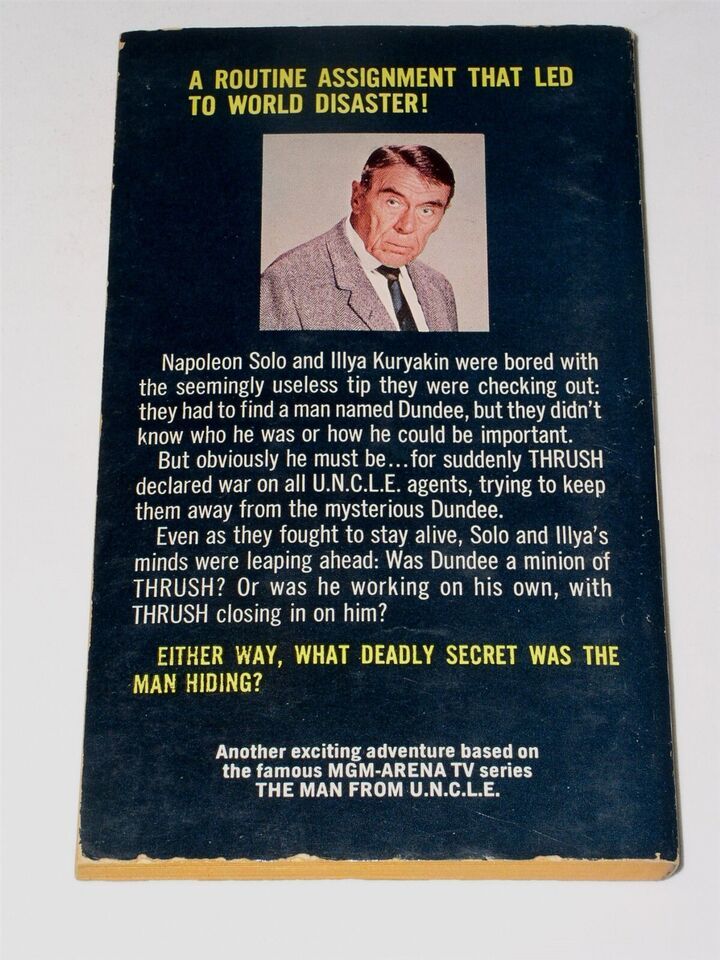 A ROUTINE ASSIGNMENT THAT LED
TO WORLD DISASTER!
Napoleon Solo and Illya Kuryakin were bored with
the seemingly useless tip they were checking out:
they had to find a man named Dundee, but they didn't
know who he was or how he could be important.
But obviously he must be...for suddenly THRUSH
declared war on all U.N.C.L.E. agents, trying to keep
them away from the mysterious Dundee.
Even as they fought to stay alive, Solo and Illya's
minds were leaping ahead: Was Dundee a minion of
THRUSH? Or was he working on his own, with
THRUSH closing in on him?
EITHER WAY, WHAT DEADLY SECRET WAS THE
MAN HIDING?
Another exciting adventure based on
the famous MGM-ARENA TV series
THE MAN FROM U.N.C.L.E.